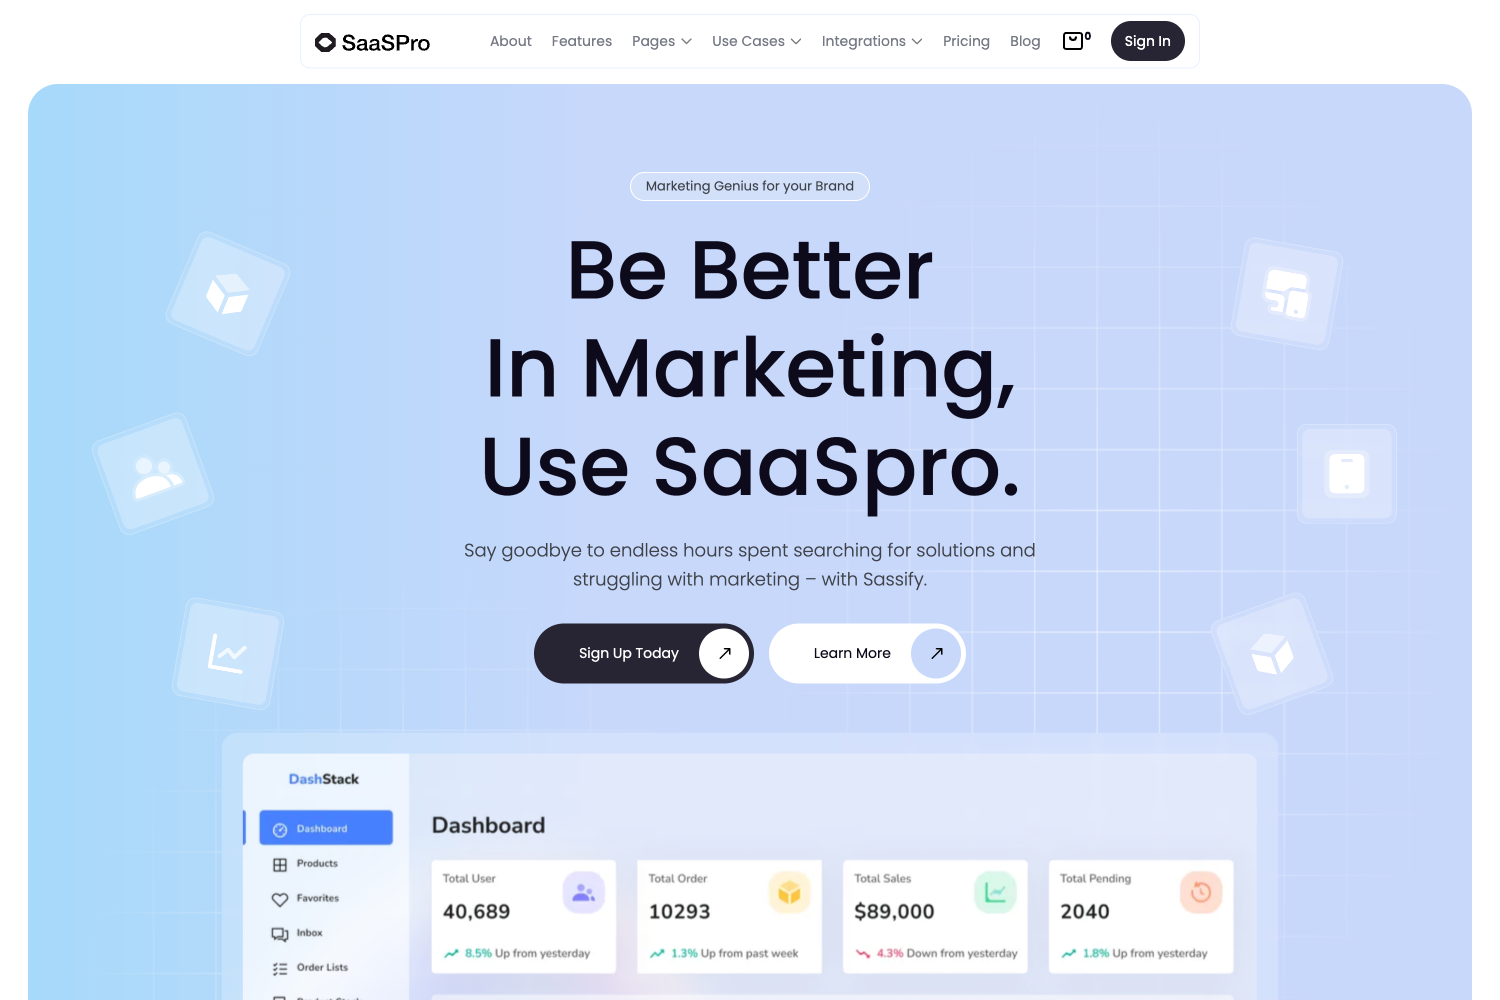 SaaSPro
About Features Pages Use Cases Integrations Pricing Blog 0 Sign In
Marketing Genius for your Brand
Be Better
In Marketing,
Use SaaSpro.
Say goodbye to endless hours spent searching for solutions and
struggling with marketing – with Sassify.
Sign Up Today
Learn More
DashStack
Dashboard
Products
Favorites
Inbox
Order Lists
Dashboard
Total User
40,689
8.5% Up from yesterday
Total Order
10293
1.3% Up from past week
Total Sales
$89,000
4.3% Down from yesterday
Total Pending
2040
1.8% Up from yesterday